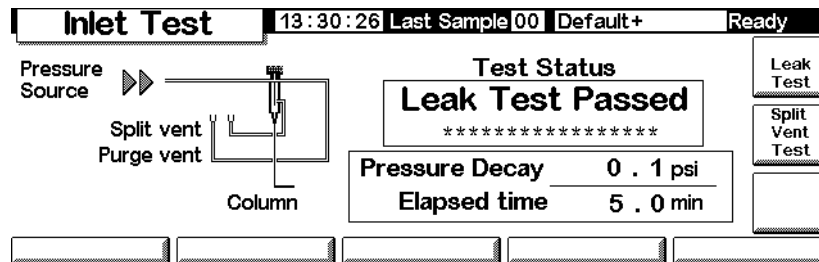 Inlet Test
13:30:26 Last Sample 00 Default+ Ready
Pressure
Source
Split vent
Purge vent
Column
Test Status
Leak Test Passed
*****************
Pressure Decay 0 . 1 psi
Elapsed time 5 . 0 min
Leak
Test
Split
Vent
Test